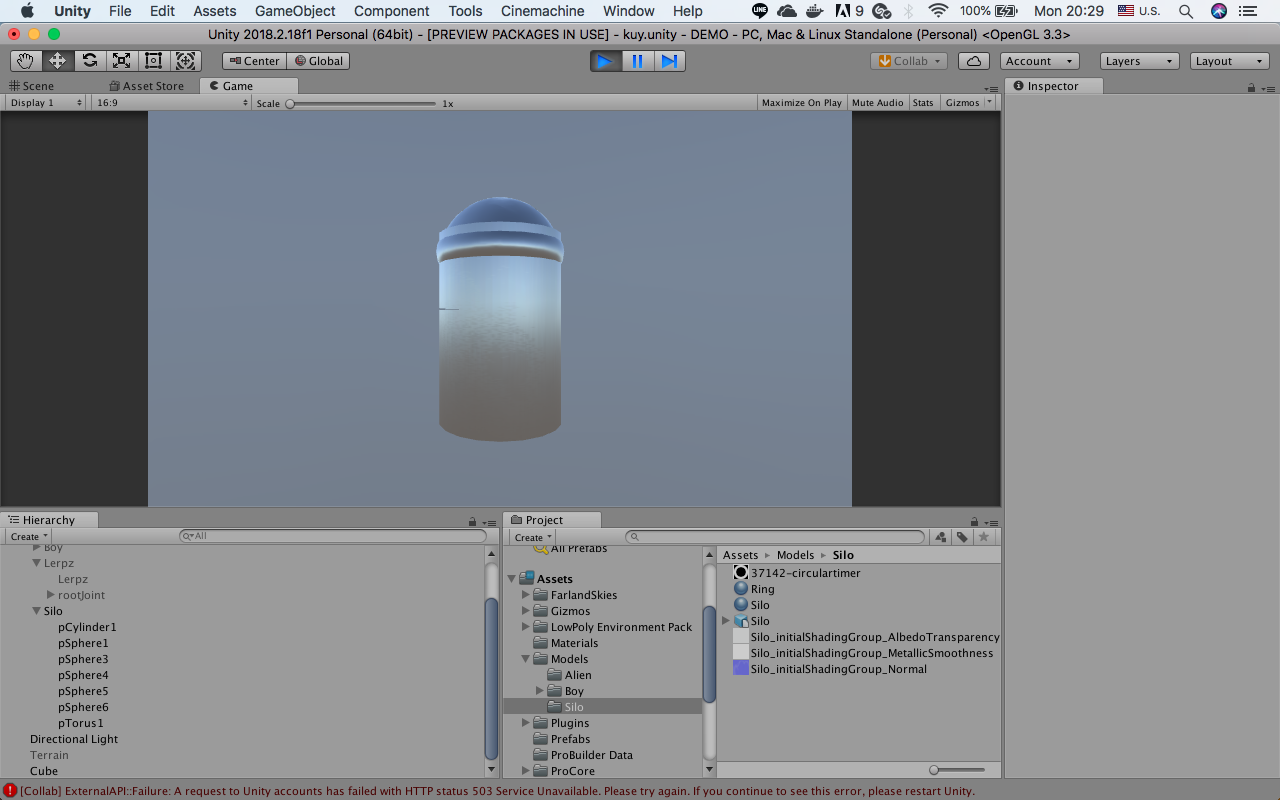 Unity File Edit Assets GameObject Component Tools Cinemachine Window Help LINE 9 100% Mon 20:29 U.S.
Unity 2018.2.18f1 Personal (64bit) - [PREVIEW PACKAGES IN USE] - kuy.unity - DEMO - PC, Mac & Linux Standalone (Personal) <OpenGL 3.3>
Center Global Collab Account Layers Layout
Scene Asset Store Game Inspector
Display 1 16:9 Scale 1x Maximize On Play Mute Audio Stats Gizmos
Hierarchy
Create All
Boy
Lerpz
Lerpz
rootJoint
Silo
pCylinder1
pSphere1
pSphere3
pSphere4
pSphere5
pSphere6
pTorus1
Directional Light
Terrain
Cube
Project
Create
All Prefabs
Assets
FarlandSkies
Gizmos
LowPoly Environment Pack
Materials
Models
Alien
Boy
Silo
Plugins
Prefabs
ProBuilder Data
ProCore
Assets Models Silo
37142-circulartimer
Ring
Silo
Silo
Silo_initialShadingGroup_AlbedoTransparency
Silo_initialShadingGroup_MetallicSmoothness
Silo_initialShadingGroup_Normal
[Collab] ExternalAPI::Failure: A request to Unity accounts has failed with HTTP status 503 Service Unavailable. Please try again. If you continue to see this error, please restart Unity.